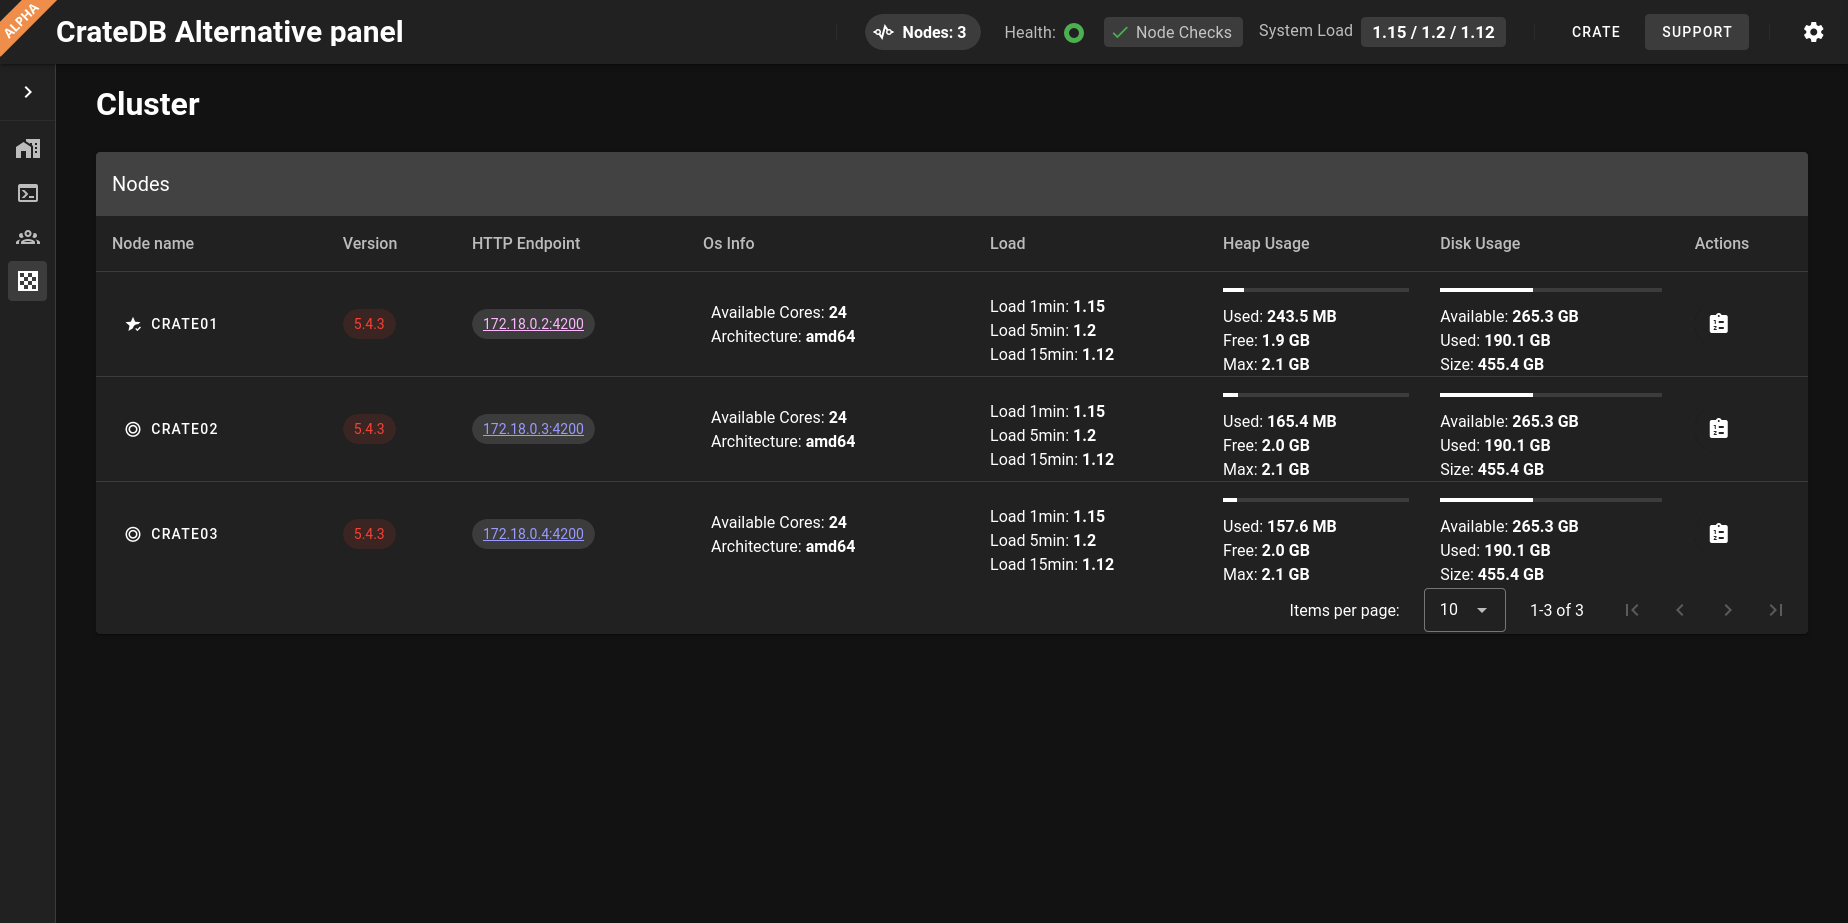 ALPHA
CrateDB Alternative panel
Nodes: 3
Health:
Node Checks
System Load
1.15 / 1.2 / 1.12
CRATE
SUPPORT
Cluster
Nodes
Node name Version HTTP Endpoint Os Info Load Heap Usage Disk Usage Actions
CRATE01
5.4.3
172.18.0.2:4200
Available Cores: 24
Architecture: amd64
Load 1min: 1.15
Load 5min: 1.2
Load 15min: 1.12
Used: 243.5 MB
Free: 1.9 GB
Max: 2.1 GB
Available: 265.3 GB
Used: 190.1 GB
Size: 455.4 GB
CRATE02
5.4.3
172.18.0.3:4200
Available Cores: 24
Architecture: amd64
Load 1min: 1.15
Load 5min: 1.2
Load 15min: 1.12
Used: 165.4 MB
Free: 2.0 GB
Max: 2.1 GB
Available: 265.3 GB
Used: 190.1 GB
Size: 455.4 GB
CRATE03
5.4.3
172.18.0.4:4200
Available Cores: 24
Architecture: amd64
Load 1min: 1.15
Load 5min: 1.2
Load 15min: 1.12
Used: 157.6 MB
Free: 2.0 GB
Max: 2.1 GB
Available: 265.3 GB
Used: 190.1 GB
Size: 455.4 GB
Items per page: 10 1-3 of 3